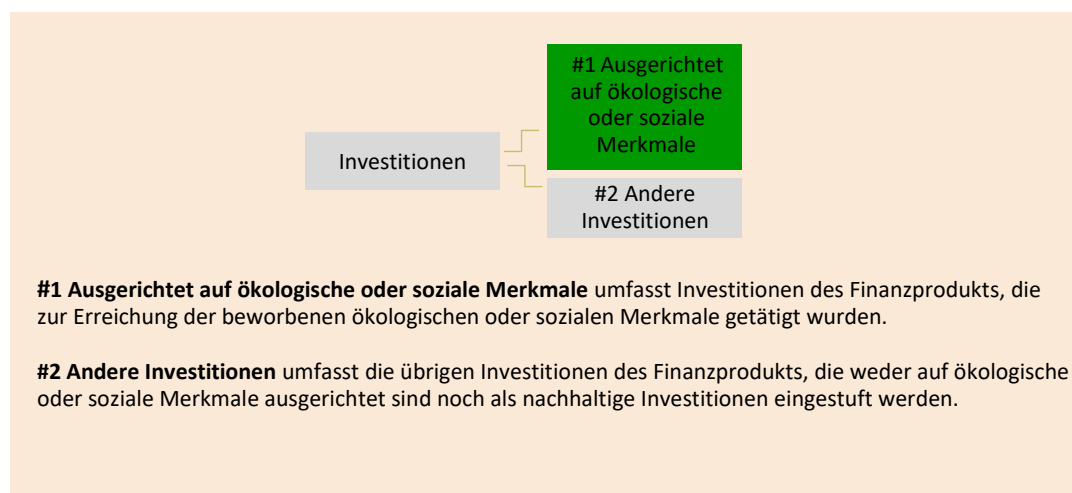 #1 Ausgerichtet
auf ökologische
oder soziale
Merkmale
Investitionen
#2 Andere
Investitionen
#1 Ausgerichtet auf ökologische oder soziale Merkmale umfasst Investitionen des Finanzprodukts, die
zur Erreichung der beworbenen ökologischen oder sozialen Merkmale getätigt wurden.
#2 Andere Investitionen umfasst die übrigen Investitionen des Finanzprodukts, die weder auf ökologische
oder soziale Merkmale ausgerichtet sind noch als nachhaltige Investitionen eingestuft werden.